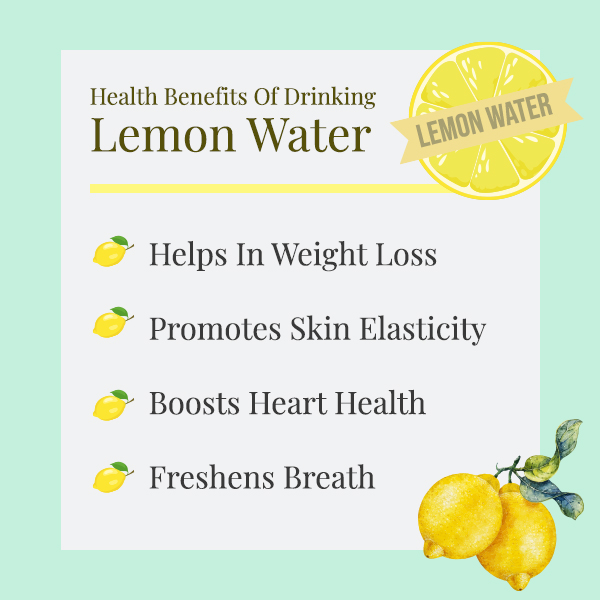 Health Benefits Of Drinking
Lemon Water
LEMON WATER
Helps In Weight Loss
Promotes Skin Elasticity
Boosts Heart Health
Freshens Breath